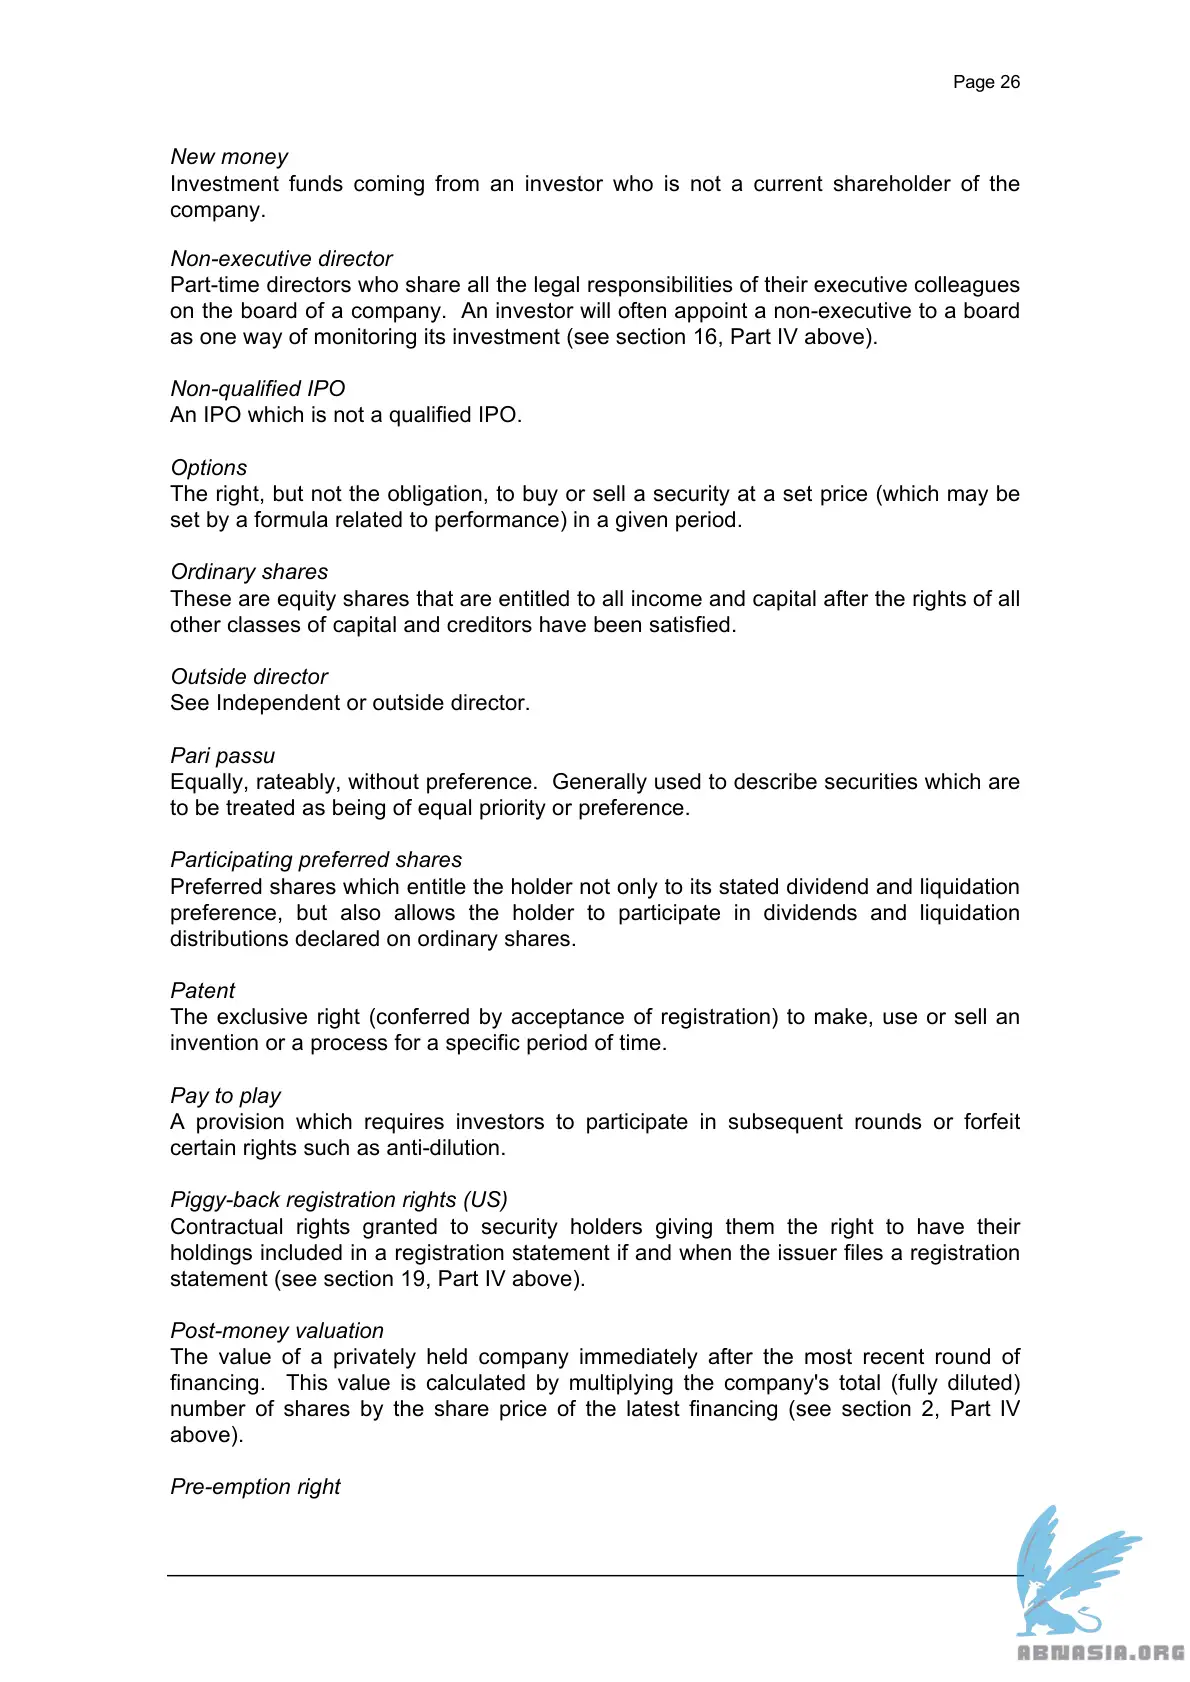 Page 26
New money
Investment funds coming from an investor who is not a current shareholder of the
company.
Non-executive director
Part-time directors who share all the legal responsibilities of their executive colleagues
on the board of a company.  An investor will often appoint a non-executive to a board
as one way of monitoring its investment (see section 16, Part IV above).
Non-qualified IPO
An IPO which is not a qualified IPO.
Options
The right, but not the obligation, to buy or sell a security at a set price (which may be
set by a formula related to performance) in a given period.
Ordinary shares
These are equity shares that are entitled to all income and capital after the rights of all
other classes of capital and creditors have been satisfied.
Outside director
See Independent or outside director.
Pari passu
Equally, rateably, without preference.  Generally used to describe securities which are
to be treated as being of equal priority or preference.
Participating preferred shares
Preferred shares which entitle the holder not only to its stated dividend and liquidation
preference, but also allows the holder to participate in dividends and liquidation
distributions declared on ordinary shares.
Patent
The exclusive right (conferred by acceptance of registration) to make, use or sell an
invention or a process for a specific period of time.
Pay to play
A provision which requires investors to participate in subsequent rounds or forfeit
certain rights such as anti-dilution.
Piggy-back registration rights (US)
Contractual rights granted to security holders giving them the right to have their
holdings included in a registration statement if and when the issuer files a registration
statement (see section 19, Part IV above).
Post-money valuation
The value of a privately held company immediately after the most recent round of
financing.  This value is calculated by multiplying the company's total (fully diluted)
number of shares by the share price of the latest financing (see section 2, Part IV
above).
Pre-emption right
ABNASIA.ORG